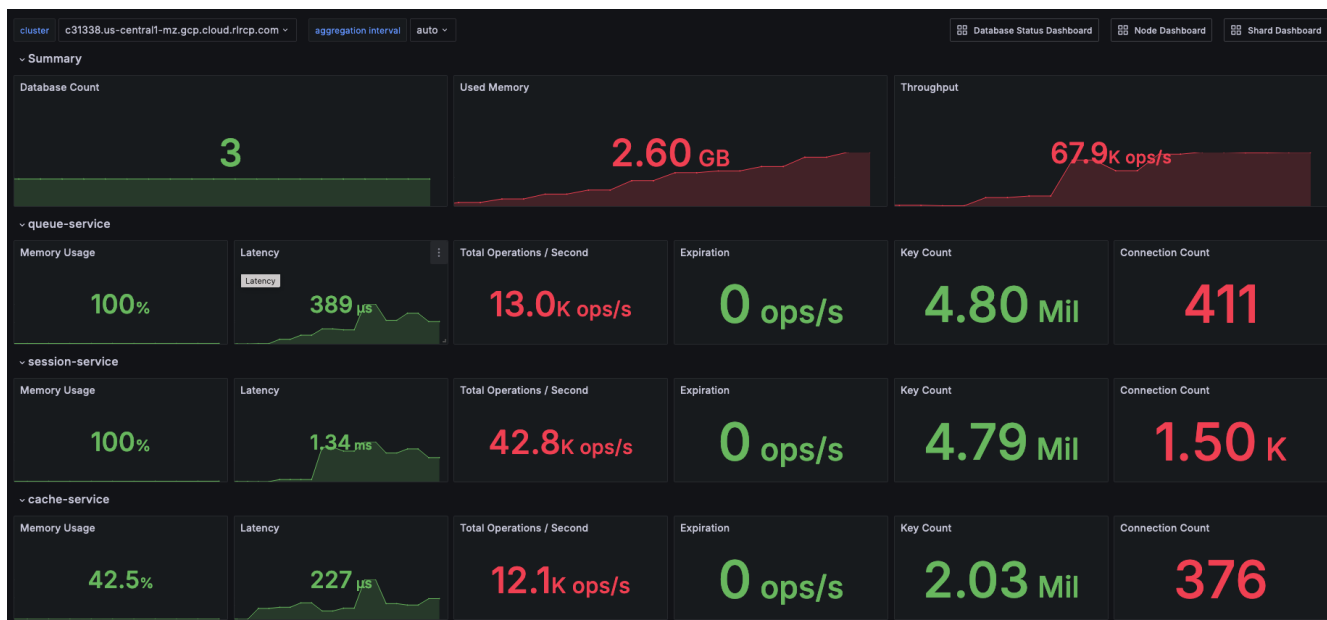 cluster c31338.us-central1-mz.gcp.cloud.rlrcp.com aggregation interval auto Database Status Dashboard Node Dashboard Shard Dashboard
Summary
Database Count Used Memory Throughput
3 2.60 GB 67.9K ops/s
queue-service
Memory Usage Latency Total Operations / Second Expiration Key Count Connection Count
Latency
100% 389 µs 13.0K ops/s 0 ops/s 4.80 Mil 411
session-service
Memory Usage Latency Total Operations / Second Expiration Key Count Connection Count
100% 1.34 ms 42.8K ops/s 0 ops/s 4.79 Mil 1.50 K
cache-service
Memory Usage Latency Total Operations / Second Expiration Key Count Connection Count
42.5% 227 µs 12.1K ops/s 0 ops/s 2.03 Mil 376